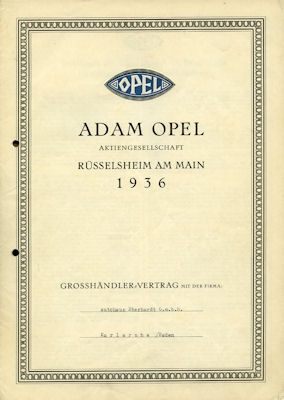 OPEL
ADAM OPEL
AKTIENGESELLSCHAFT
RÜSSELSHEIM AM MAIN
1936
GROSSHÄNDLER-VERTRAG MIT DER FIRMA:
Autohaus Eberhardt G.m.b.H.
Karlsruhe /Baden